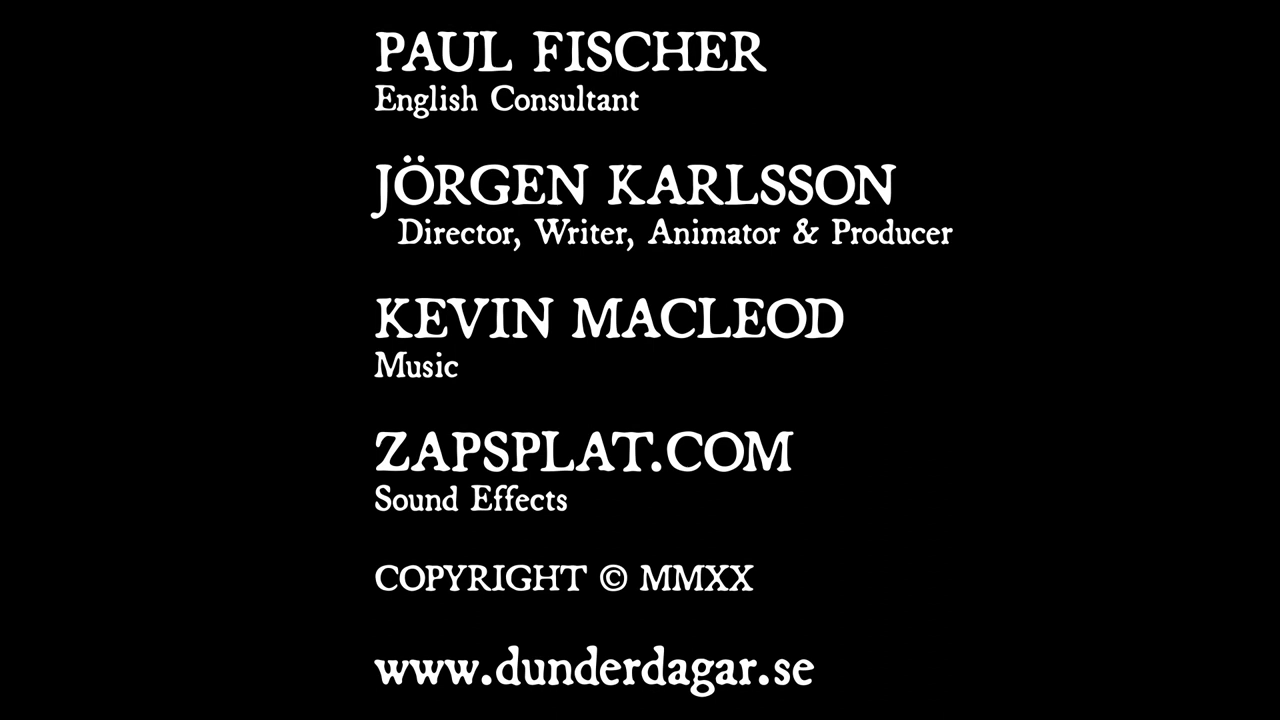 PAUL FISCHER
English Consultant
JÖRGEN KARLSSON
Director, Writer, Animator & Producer
KEVIN MACLEOD
Music
ZAPSPLAT.COM
Sound Effects
COPYRIGHT © MMXX
www.dunderdagar.se